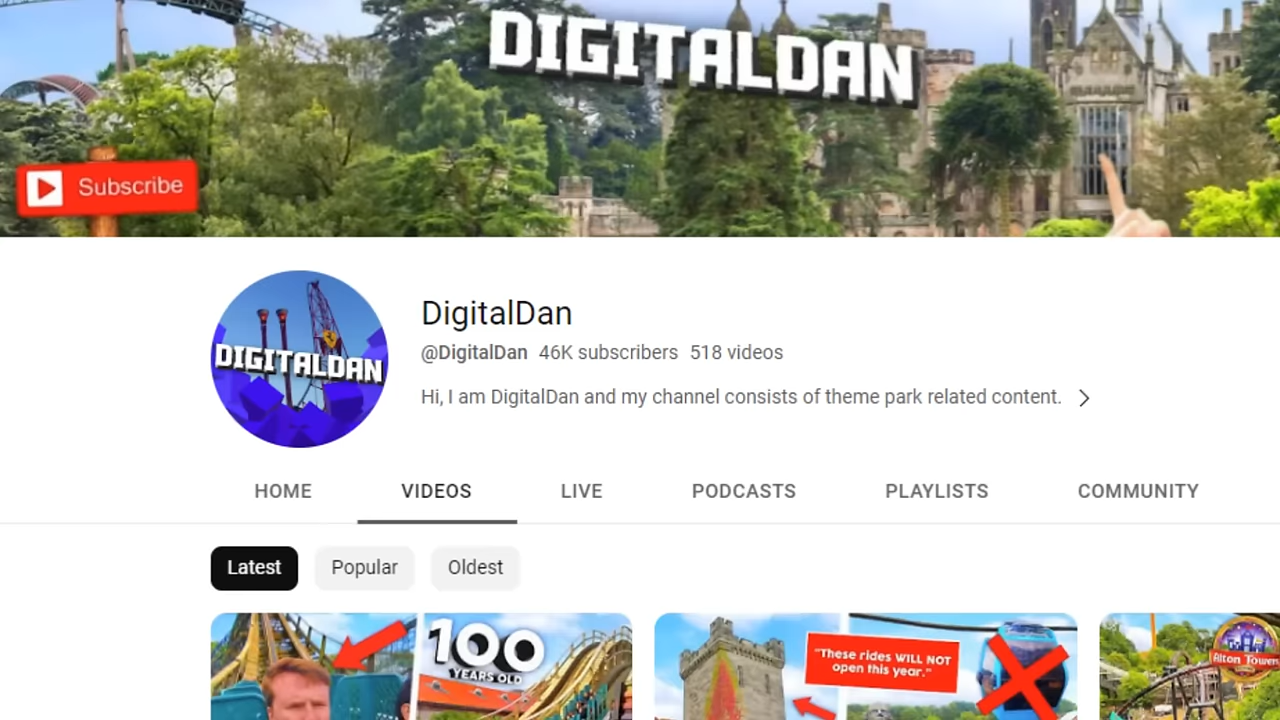 DIGITALDAN
Subscribe
DIGITALDAN
DigitalDan
@DigitalDan 46K subscribers 518 videos
Hi, I am DigitalDan and my channel consists of theme park related content.
HOME VIDEOS LIVE PODCASTS PLAYLISTS COMMUNITY
Latest Popular Oldest
100
YEARS OLD
"These rides WILL NOT
open this year."
Alton Towers